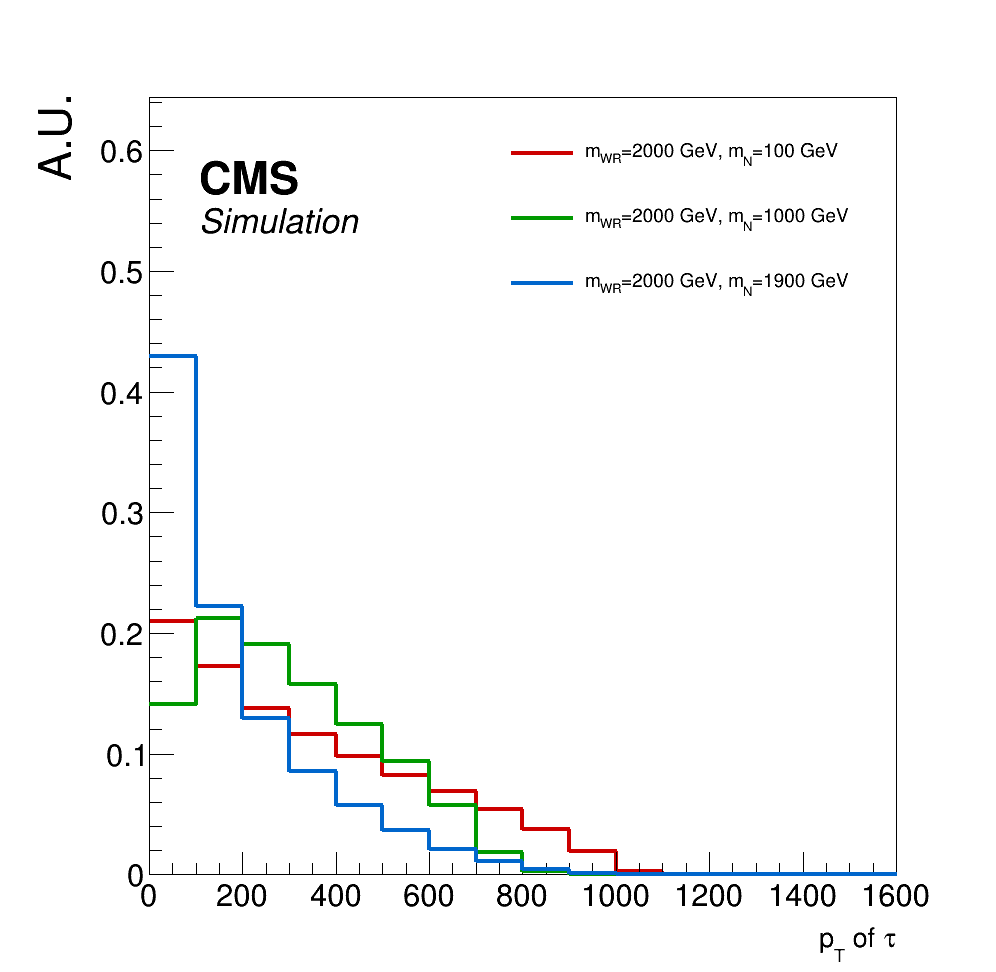 A.U.
CMS
Simulation
m_WR=2000 GeV, m_N=100 GeV
m_WR=2000 GeV, m_N=1000 GeV
m_WR=2000 GeV, m_N=1900 GeV
0.6
0.5
0.4
0.3
0.2
0.1
0
0 200 400 600 800 1000 1200 1400 1600
p_T of τ